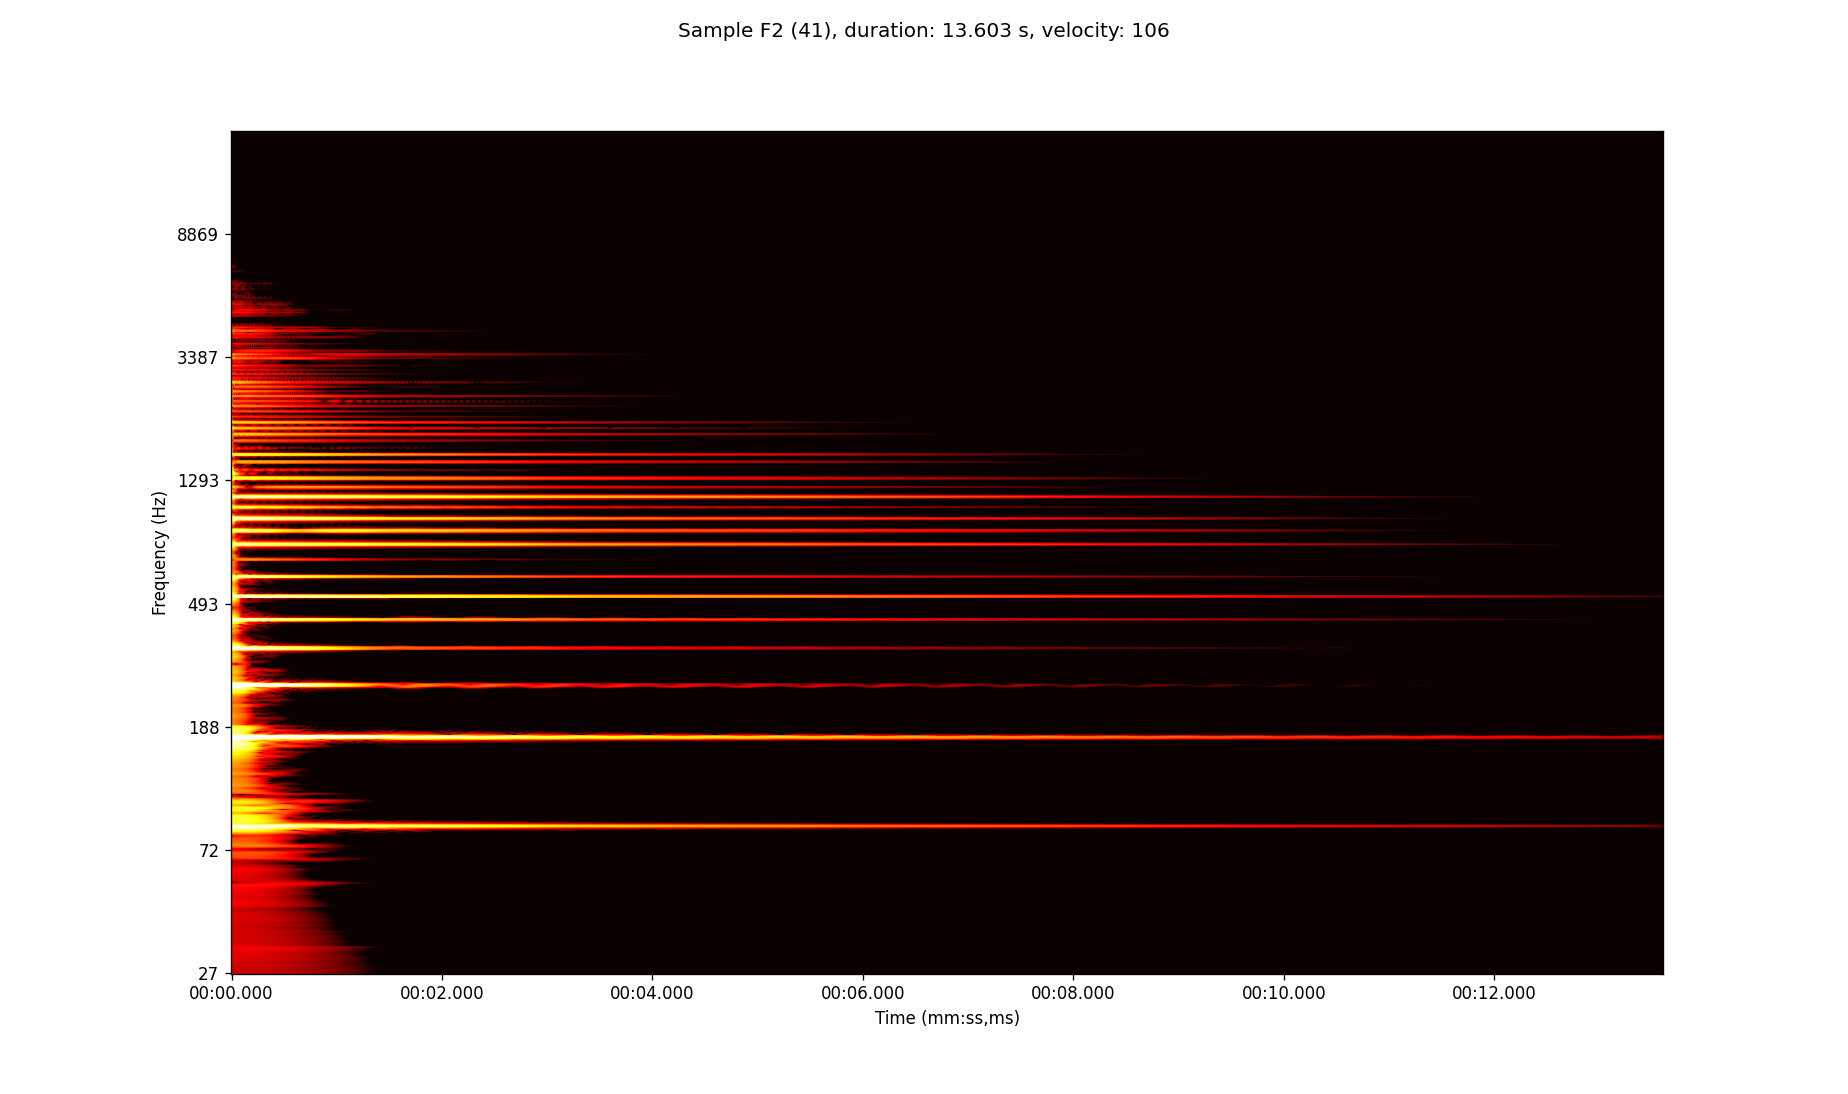 Sample F2 (41), duration: 13.603 s, velocity: 106
8869
3387
1293
493
188
72
27
Frequency (Hz)
00:00.000 00:02.000 00:04.000 00:06.000 00:08.000 00:10.000 00:12.000
Time (mm:ss,ms)